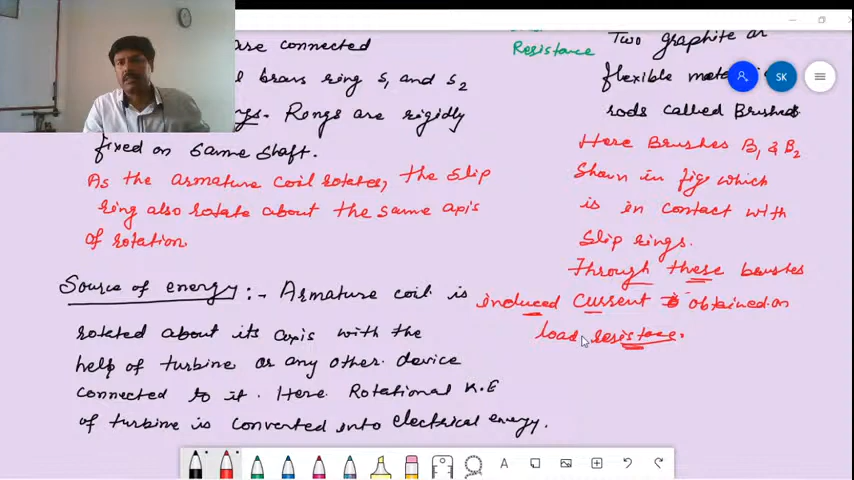 are connected
brass ring S1 and S2
Rings are rigidly
fixed on same shaft.
As the armature coil rotates, the slip
ring also rotate about the same axis
of rotation
Source of energy :- Armature coil is
rotated about its axis with the
help of turbine or any other device
connected to it. Here Rotational K.E
of turbine is converted into electrical energy.
Resistance
Two graphite or
flexible
rods called Brushes
Here Brushes B1 & B2
Shown in fig which
is in contact with
slip rings.
Through these brushes
induced current is obtained on
load resistace.
SK
A